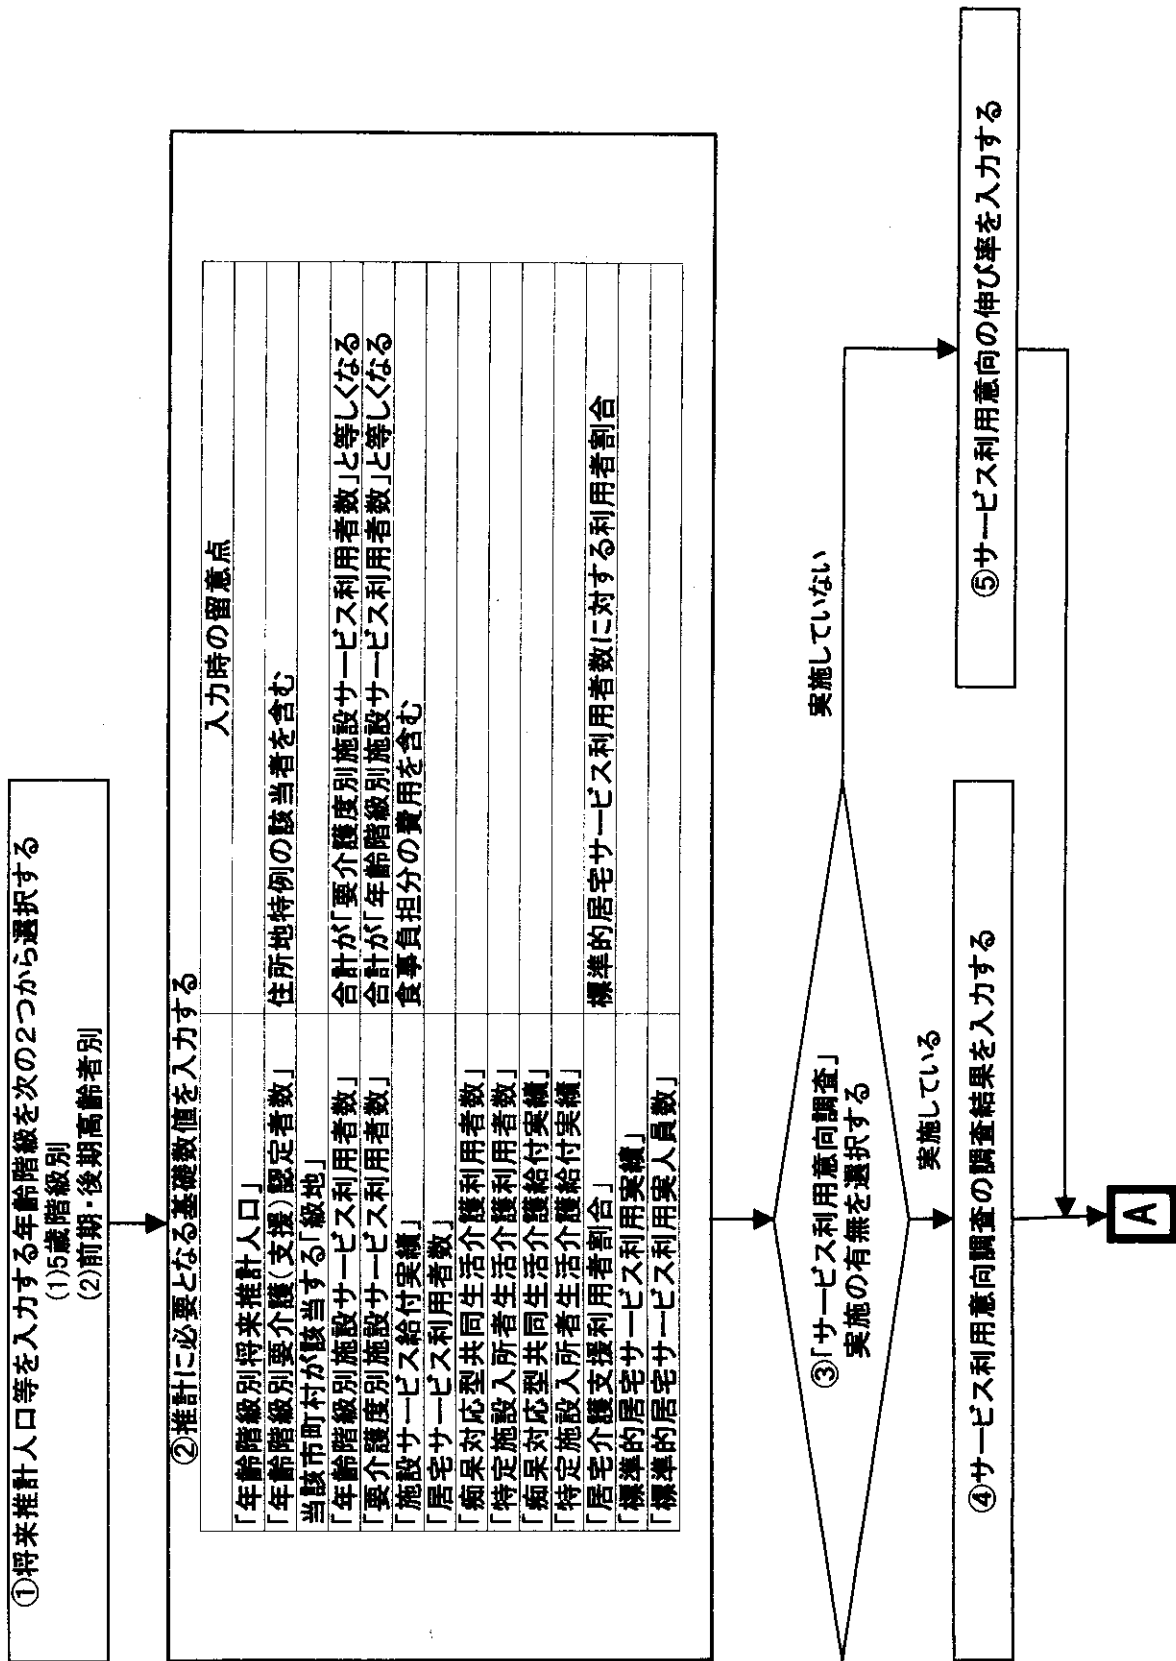 ①将来推計人口等を入力する年齢階級を次の2つから選択する
(1)5歳階級別
(2)前期・後期高齢者別
②推計に必要となる基礎数値を入力する
入力時の留意点
「年齢階級別将来推計人口」
「年齢階級別要介護(支援)認定者数」 住所地特例の該当者を含む
当該市町村が該当する「級地」
「年齢階級別施設サービス利用者数」 合計が「要介護度別施設サービス利用者数」と等しくなる
「要介護度別施設サービス利用者数」 合計が「年齢階級別施設サービス利用者数」と等しくなる
「施設サービス給付実績」 食事負担分の費用を含む
「居宅サービス利用者数」
「痴呆対応型共同生活介護利用者数」
「特定施設入所者生活介護利用者数」
「痴呆対応型共同生活介護給付実績」
「特定施設入所者生活介護給付実績」
「居宅介護支援利用者割合」 標準的居宅サービス利用者数に対する利用者割合
「標準的居宅サービス利用実績」
「標準的居宅サービス利用実人員数」
③「サービス利用意向調査」
実施の有無を選択する
実施していない
実施している
④サービス利用意向調査の調査結果を入力する
⑤サービス利用意向の伸び率を入力する
A